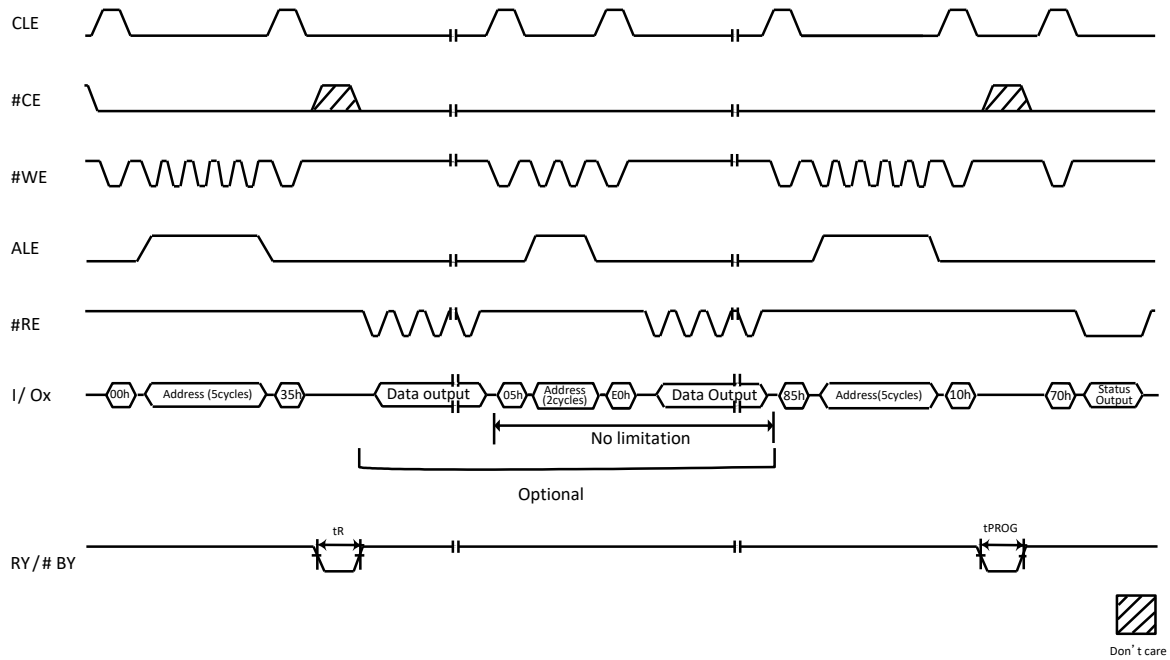 CLE
#CE
#WE
ALE
#RE
I/Ox
00h
Address (5cycles)
35h
Data output
05h
Address
(2cycles)
E0h
Data Output
85h
Address(5cycles)
10h
70h
Status
Output
No limitation
Optional
tR
tPROG
RY/# BY
Don't care